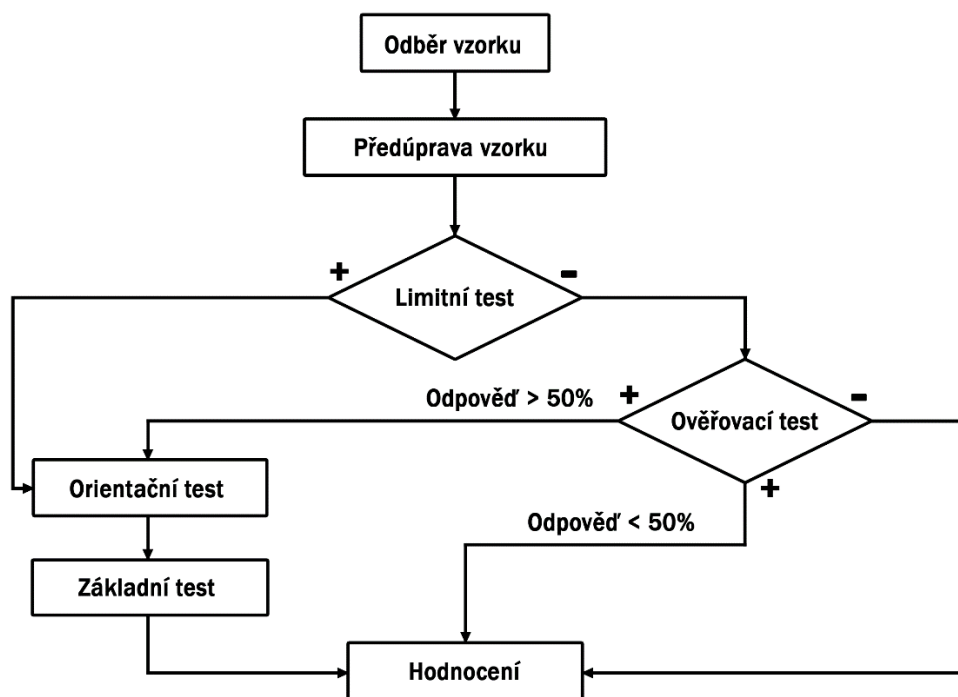 Odběr vzorku
Předúprava vzorku
+
-
Limitní test
Odpověď > 50%
+
-
Ověřovací test
Orientační test
+
Odpověď < 50%
Základní test
Hodnocení